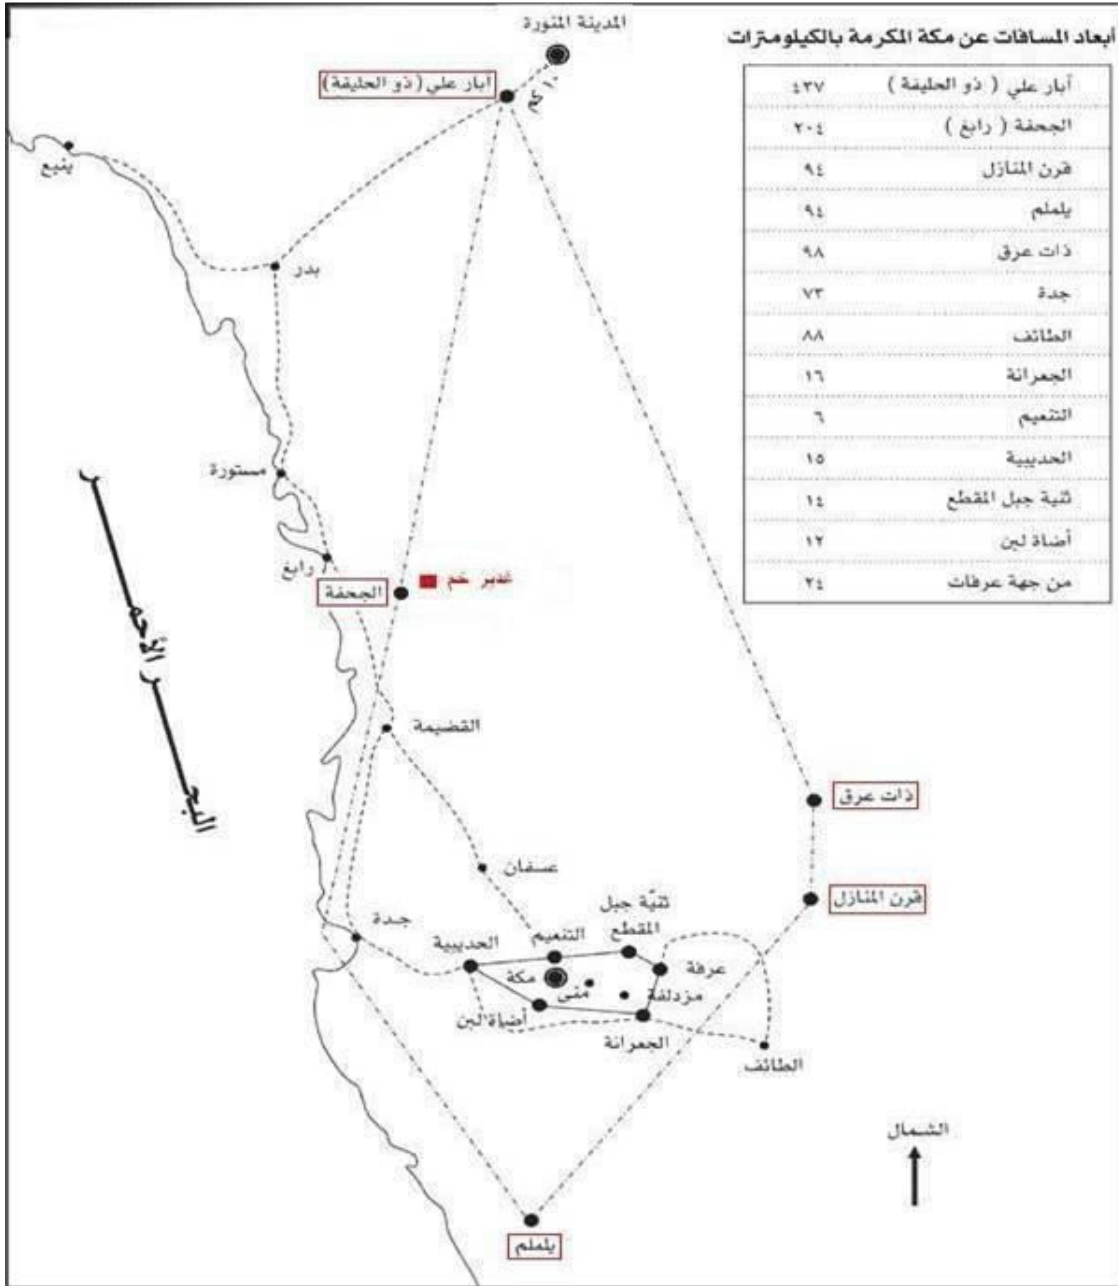 أبعاد المسافات عن مكة المكرمة بالكيلومترات
أبار علي ( ذو الحليفة ) ٤٣٧
الجحفة ( رابغ ) ٢٠٤
قرن المنازل ٩٤
يلملم ٩٤
ذات عرق ٩٨
جدة ٧٣
الطائف ٨٨
الجعرانة ١٦
التنعيم ٦
الحديبية ١٥
ثنية جبل المقطع ١٤
أضاة لبن ١٢
من جهة عرفات ٢٤
المدينة المنورة
أبار علي ( ذو الحليفة )
ينبع
بدر
مستورة
رابغ
غدير خم
الجحفة
البحر الأحمر
القضيمة
ذات عرق
عسفان
قرن المنازل
جدة
الحديبية
التنعيم
ثنيّة جبل
المقطع
عرفة
مكة
منى
مزدلفة
أضاة لبن
الجعرانة
الطائف
الشمال
يلملم